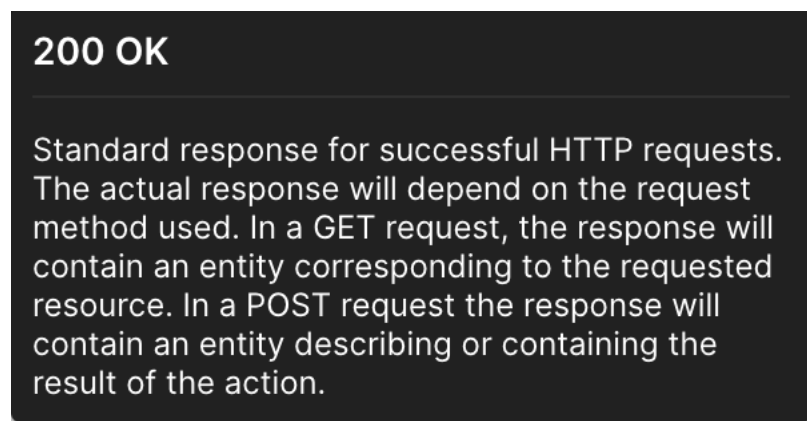 200 OK
Standard response for successful HTTP requests.
The actual response will depend on the request
method used. In a GET request, the response will
contain an entity corresponding to the requested
resource. In a POST request the response will
contain an entity describing or containing the
result of the action.